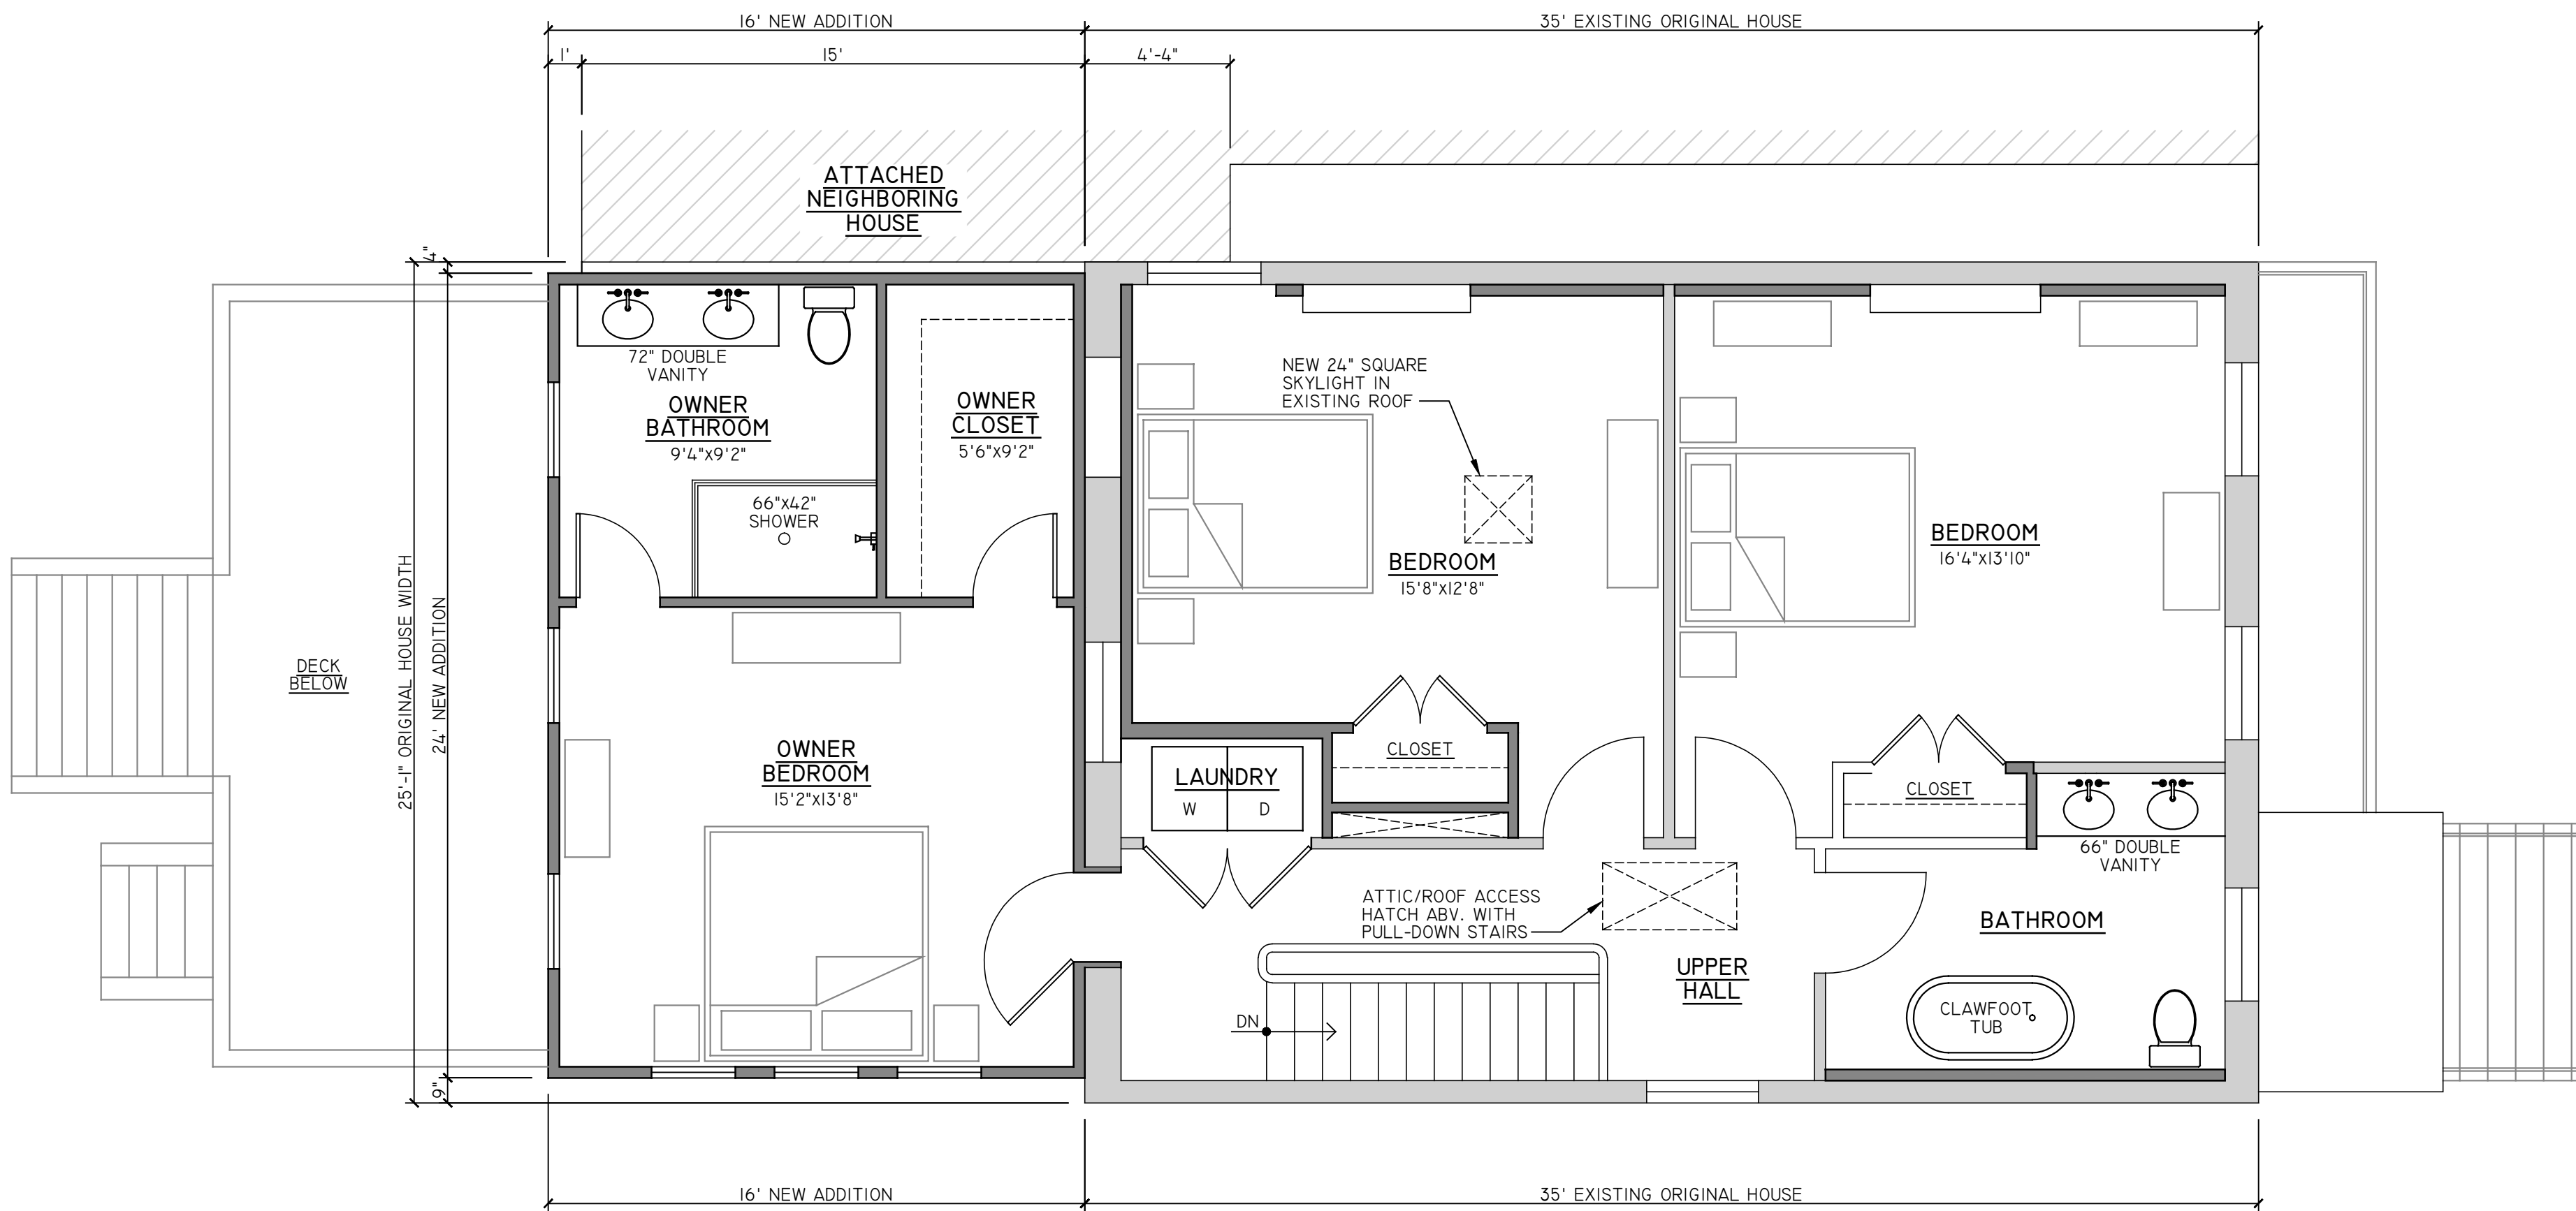 16' NEW ADDITION
35' EXISTING ORIGINAL HOUSE
1'
15'
4'-4"
ATTACHED
NEIGHBORING
HOUSE
4"
72" DOUBLE
VANITY
OWNER
BATHROOM
9'4"x9'2"
OWNER
CLOSET
5'6"x9'2"
66"x42"
SHOWER
NEW 24" SQUARE
SKYLIGHT IN
EXISTING ROOF
BEDROOM
15'8"x12'8"
BEDROOM
16'4"x13'10"
DECK
BELOW
25'-1" ORIGINAL HOUSE WIDTH
24' NEW ADDITION
OWNER
BEDROOM
15'2"x13'8"
LAUNDRY
W
D
CLOSET
CLOSET
66" DOUBLE
VANITY
ATTIC/ROOF ACCESS
HATCH ABV. WITH
PULL-DOWN STAIRS
BATHROOM
UPPER
HALL
CLAWFOOT
TUB
DN
9"
16' NEW ADDITION
35' EXISTING ORIGINAL HOUSE